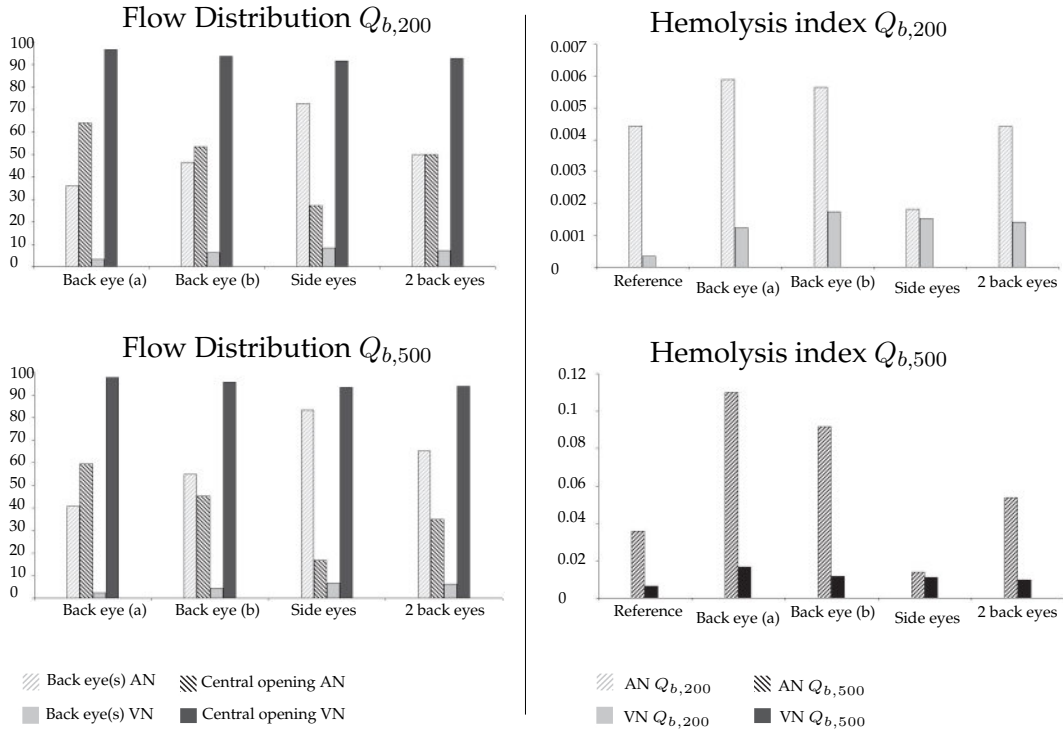 Flow Distribution Q_{b,200}
100
90
80
70
60
50
40
30
20
10
0
Back eye (a)
Back eye (b)
Side eyes
2 back eyes
Hemolysis index Q_{b,200}
0.007
0.006
0.005
0.004
0.003
0.002
0.001
0
Reference
Back eye (a)
Back eye (b)
Side eyes
2 back eyes
Flow Distribution Q_{b,500}
100
90
80
70
60
50
40
30
20
10
0
Back eye (a)
Back eye (b)
Side eyes
2 back eyes
Hemolysis index Q_{b,500}
0.12
0.1
0.08
0.06
0.04
0.02
0
Reference
Back eye (a)
Back eye (b)
Side eyes
2 back eyes
Back eye(s) AN
Central opening AN
Back eye(s) VN
Central opening VN
AN Q_{b,200}
AN Q_{b,500}
VN Q_{b,200}
VN Q_{b,500}